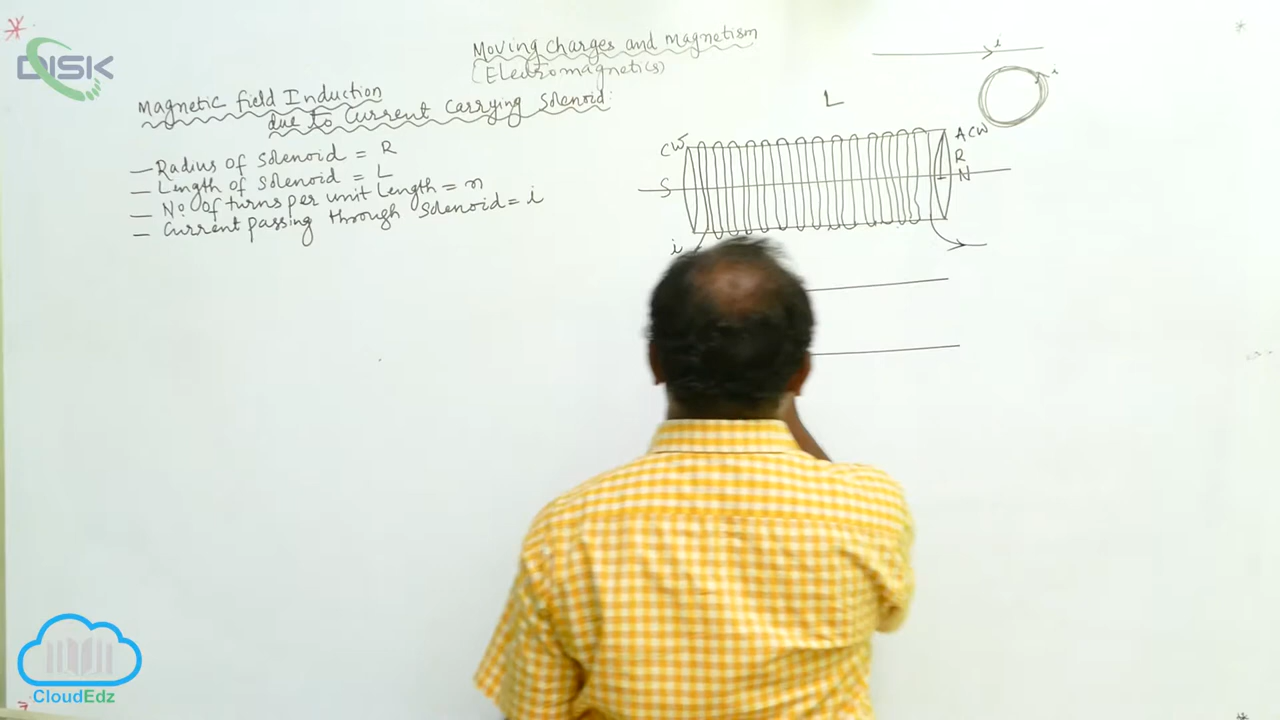 DISK
Moving charges and magnetism
(Electromagnetics)
Magnetic field Induction
due to Current Carrying Solenoid:
— Radius of Solenoid = R
— Length of Solenoid = L
— No of turns per unit Length = n
— Current passing through Solenoid = i
i
i
L
CW
ACW
R
S
N
i
CloudEdz